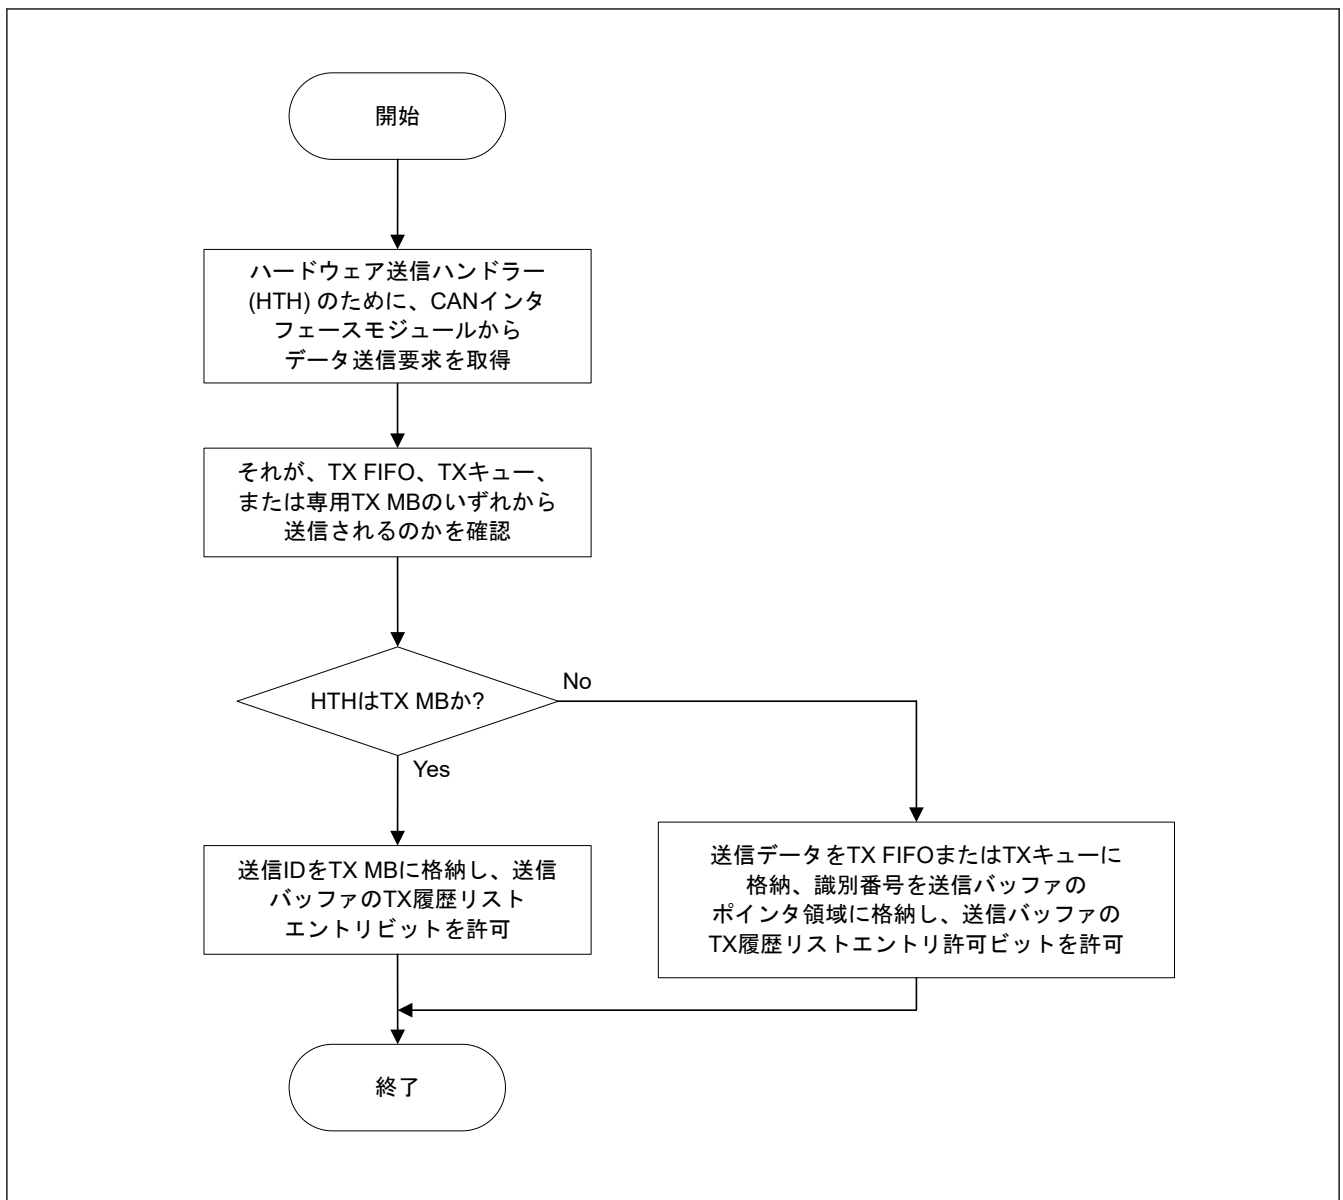 開始
ハードウェア送信ハンドラー
(HTH) のために、CANインタ
フェースモジュールから
データ送信要求を取得
それが、TX FIFO、TXキュー、
または専用TX MBのいずれから
送信されるのかを確認
HTHはTX MBか?
No
Yes
送信IDをTX MBに格納し、送信
バッファのTX履歴リスト
エントリビットを許可
送信データをTX FIFOまたはTXキューに
格納、識別番号を送信バッファの
ポインタ領域に格納し、送信バッファの
TX履歴リストエントリ許可ビットを許可
終了